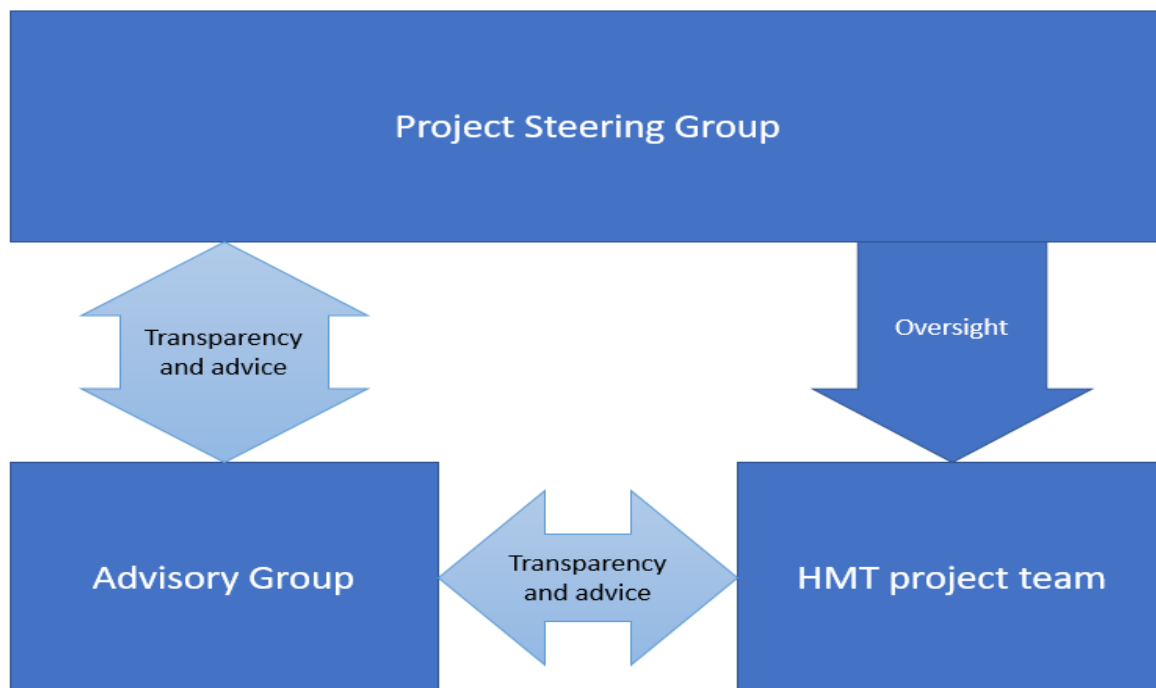 Project Steering Group
Transparency
and advice
Oversight
Advisory Group
Transparency
and advice
HMT project team